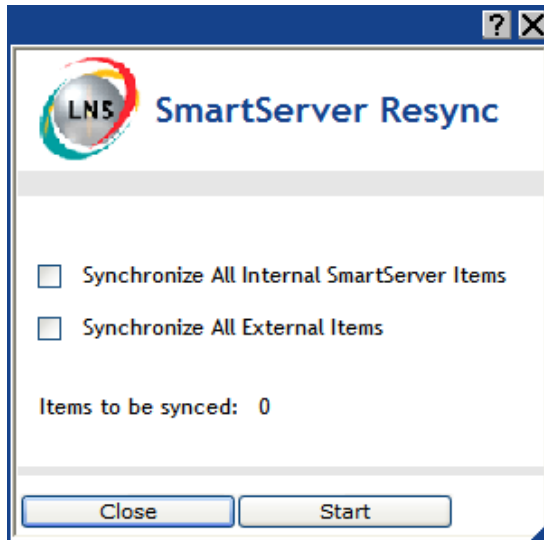 ?
LNS
SmartServer Resync
Synchronize All Internal SmartServer Items
Synchronize All External Items
Items to be synced: 0
Close
Start